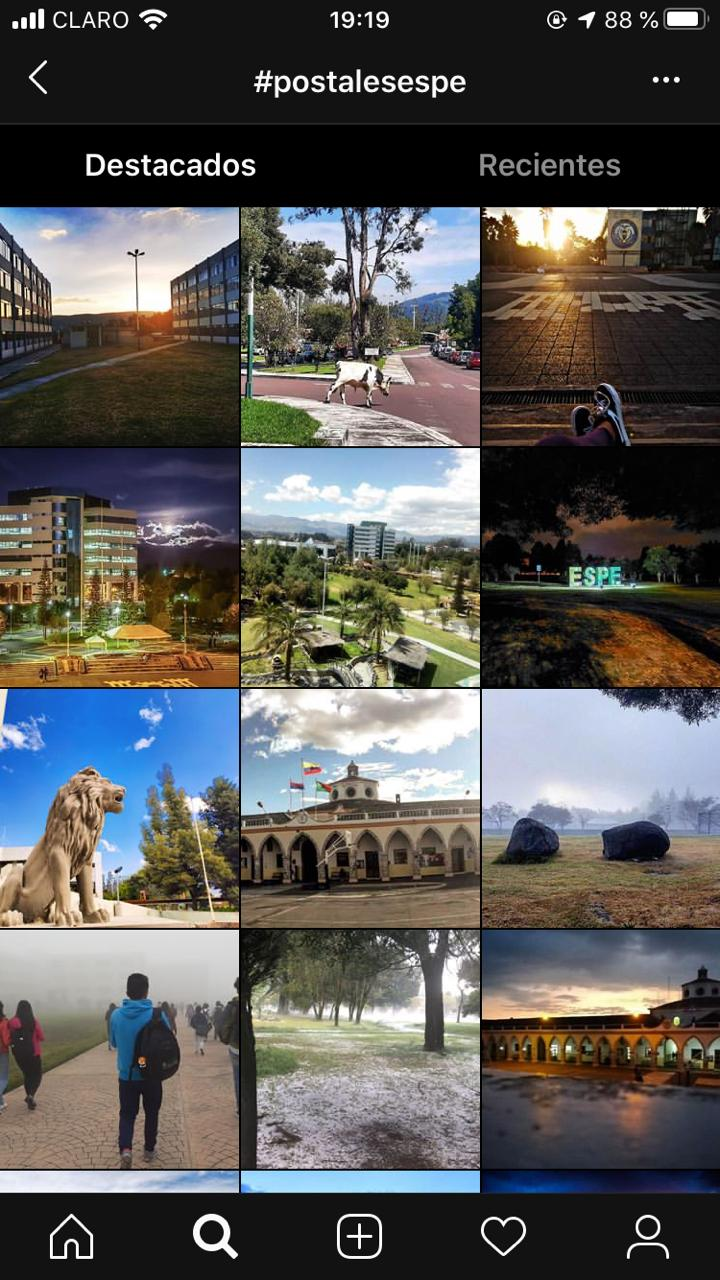 CLARO 19:19 88 %
#postalesespe
Destacados Recientes
ESPE